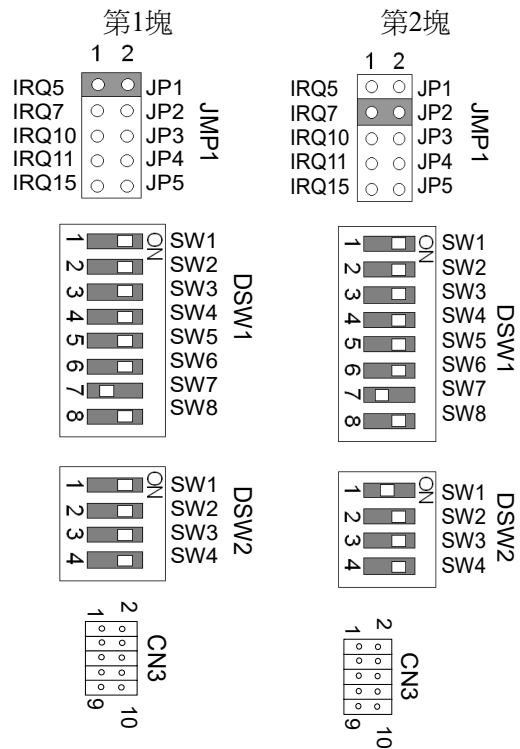 第1塊
1 2
IRQ5 JP1
IRQ7 JP2
IRQ10 JP3
IRQ11 JP4
IRQ15 JP5
JMP1
1 ON SW1
2 SW2
3 SW3
4 SW4
5 SW5
6 SW6
7 SW7
8 SW8
DSW1
1 ON SW1
2 SW2
3 SW3
4 SW4
DSW2
1 2
CN3
9 10
第2塊
1 2
IRQ5 JP1
IRQ7 JP2
IRQ10 JP3
IRQ11 JP4
IRQ15 JP5
JMP1
1 ON SW1
2 SW2
3 SW3
4 SW4
5 SW5
6 SW6
7 SW7
8 SW8
DSW1
1 ON SW1
2 SW2
3 SW3
4 SW4
DSW2
1 2
CN3
9 10